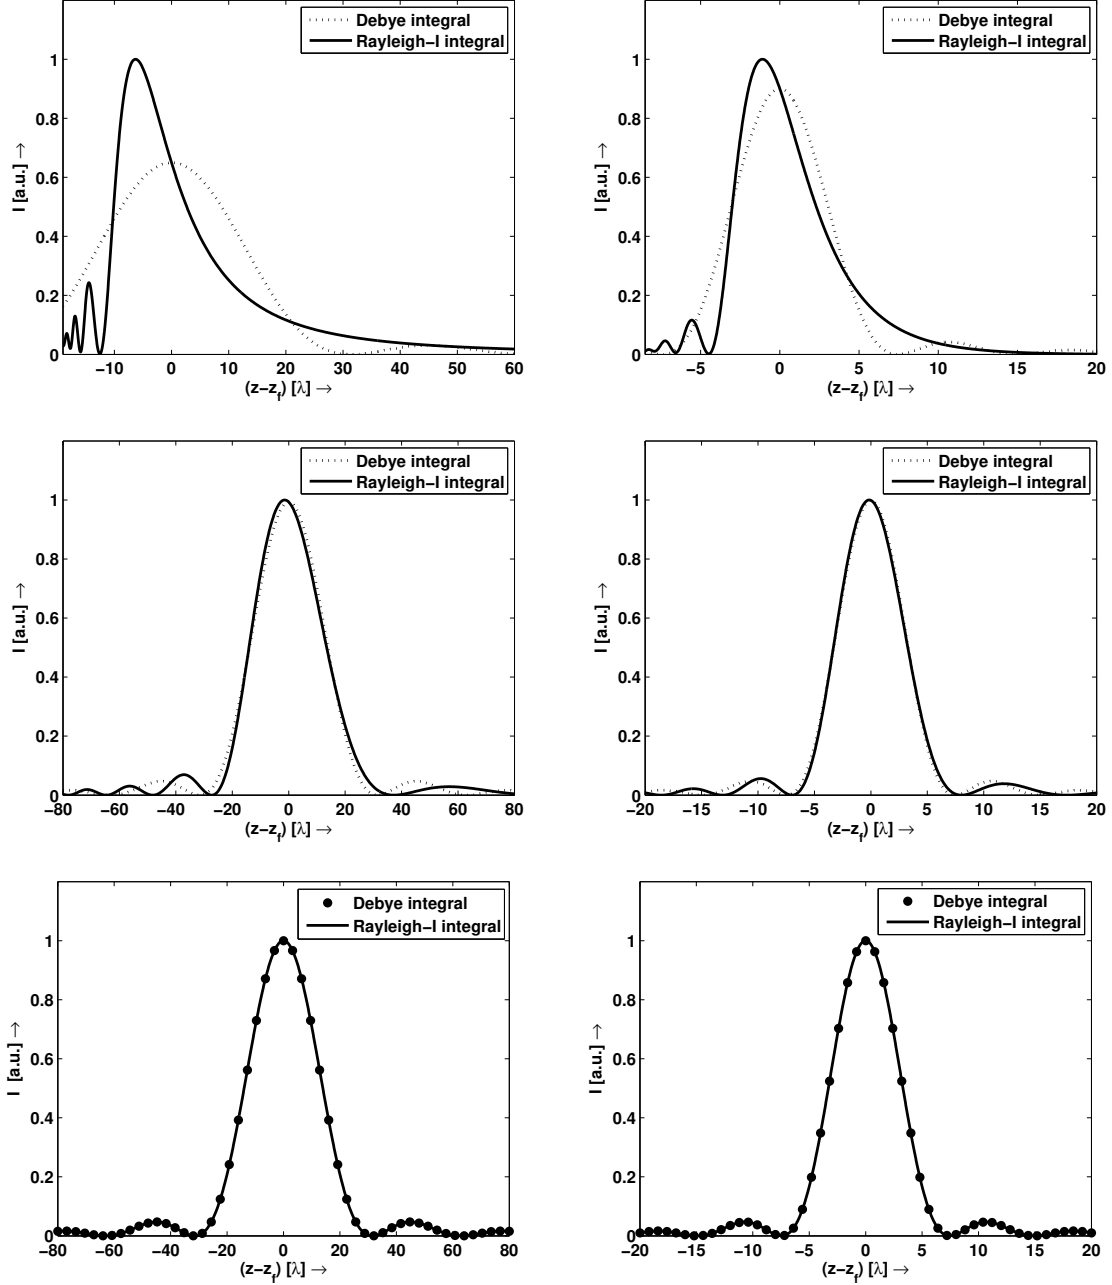 Debye integral
Rayleigh−I integral
I [a.u.] →
1
0.8
0.6
0.4
0.2
0
−10 0 10 20 30 40 50 60
(z−z_f) [λ] →
Debye integral
Rayleigh−I integral
I [a.u.] →
1
0.8
0.6
0.4
0.2
0
−5 0 5 10 15 20
(z−z_f) [λ] →
Debye integral
Rayleigh−I integral
I [a.u.] →
1
0.8
0.6
0.4
0.2
0
−80 −60 −40 −20 0 20 40 60 80
(z−z_f) [λ] →
Debye integral
Rayleigh−I integral
I [a.u.] →
1
0.8
0.6
0.4
0.2
0
−20 −15 −10 −5 0 5 10 15 20
(z−z_f) [λ] →
Debye integral
Rayleigh−I integral
I [a.u.] →
1
0.8
0.6
0.4
0.2
0
−80 −60 −40 −20 0 20 40 60 80
(z−z_f) [λ] →
Debye integral
Rayleigh−I integral
I [a.u.] →
1
0.8
0.6
0.4
0.2
0
−20 −15 −10 −5 0 5 10 15 20
(z−z_f) [λ] →